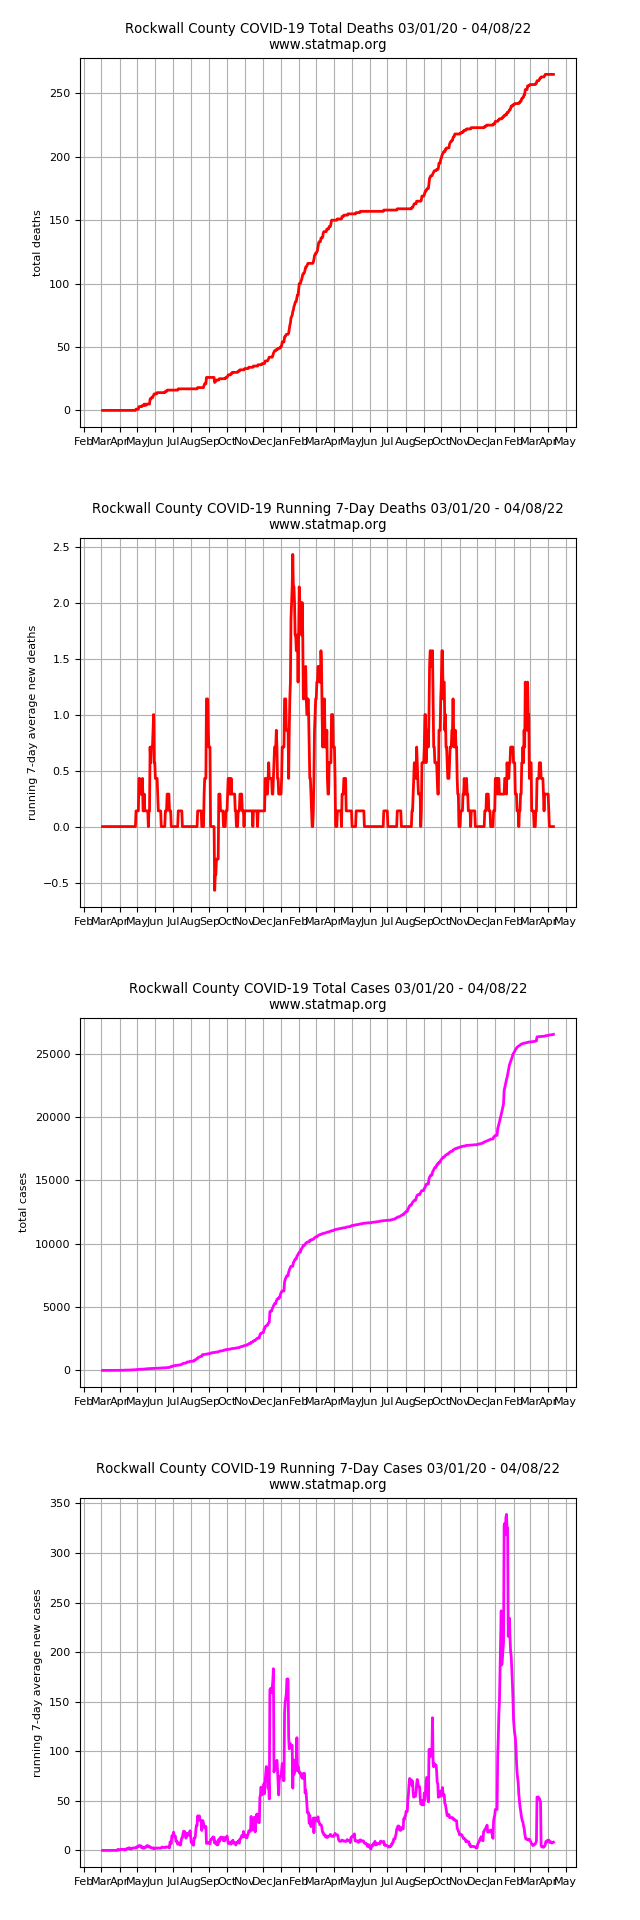 Rockwall County COVID-19 Total Deaths 03/01/20 - 04/08/22
www.statmap.org
250
200
150
100
50
0
total deaths
Feb Mar Apr May Jun Jul Aug Sep Oct Nov Dec Jan Feb Mar Apr May Jun Jul Aug Sep Oct Nov Dec Jan Feb Mar Apr May
Rockwall County COVID-19 Running 7-Day Deaths 03/01/20 - 04/08/22
www.statmap.org
2.5
2.0
1.5
1.0
0.5
0.0
−0.5
running 7-day average new deaths
Feb Mar Apr May Jun Jul Aug Sep Oct Nov Dec Jan Feb Mar Apr May Jun Jul Aug Sep Oct Nov Dec Jan Feb Mar Apr May
Rockwall County COVID-19 Total Cases 03/01/20 - 04/08/22
www.statmap.org
25000
20000
15000
10000
5000
0
total cases
Feb Mar Apr May Jun Jul Aug Sep Oct Nov Dec Jan Feb Mar Apr May Jun Jul Aug Sep Oct Nov Dec Jan Feb Mar Apr May
Rockwall County COVID-19 Running 7-Day Cases 03/01/20 - 04/08/22
www.statmap.org
350
300
250
200
150
100
50
0
running 7-day average new cases
Feb Mar Apr May Jun Jul Aug Sep Oct Nov Dec Jan Feb Mar Apr May Jun Jul Aug Sep Oct Nov Dec Jan Feb Mar Apr May